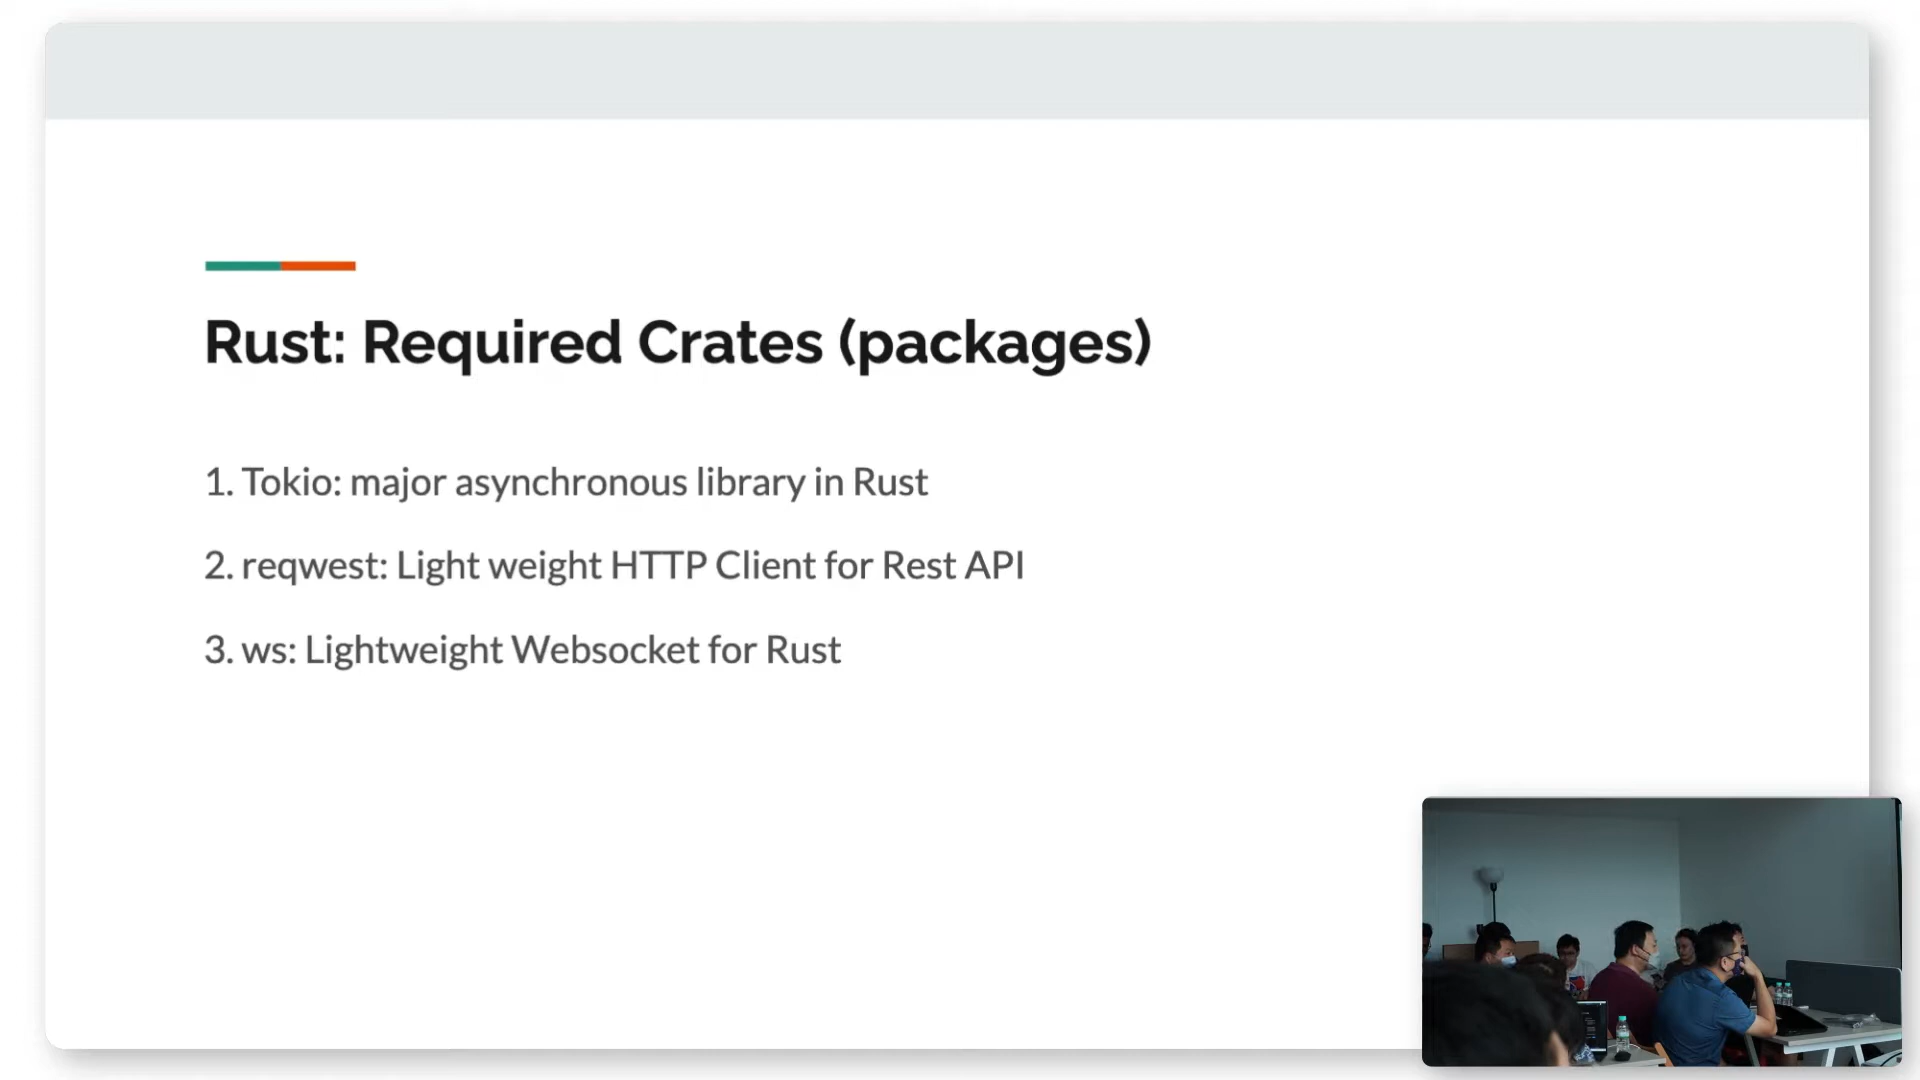 Rust: Required Crates (packages)
1. Tokio: major asynchronous library in Rust
2. reqwest: Light weight HTTP Client for Rest API
3. ws: Lightweight Websocket for Rust